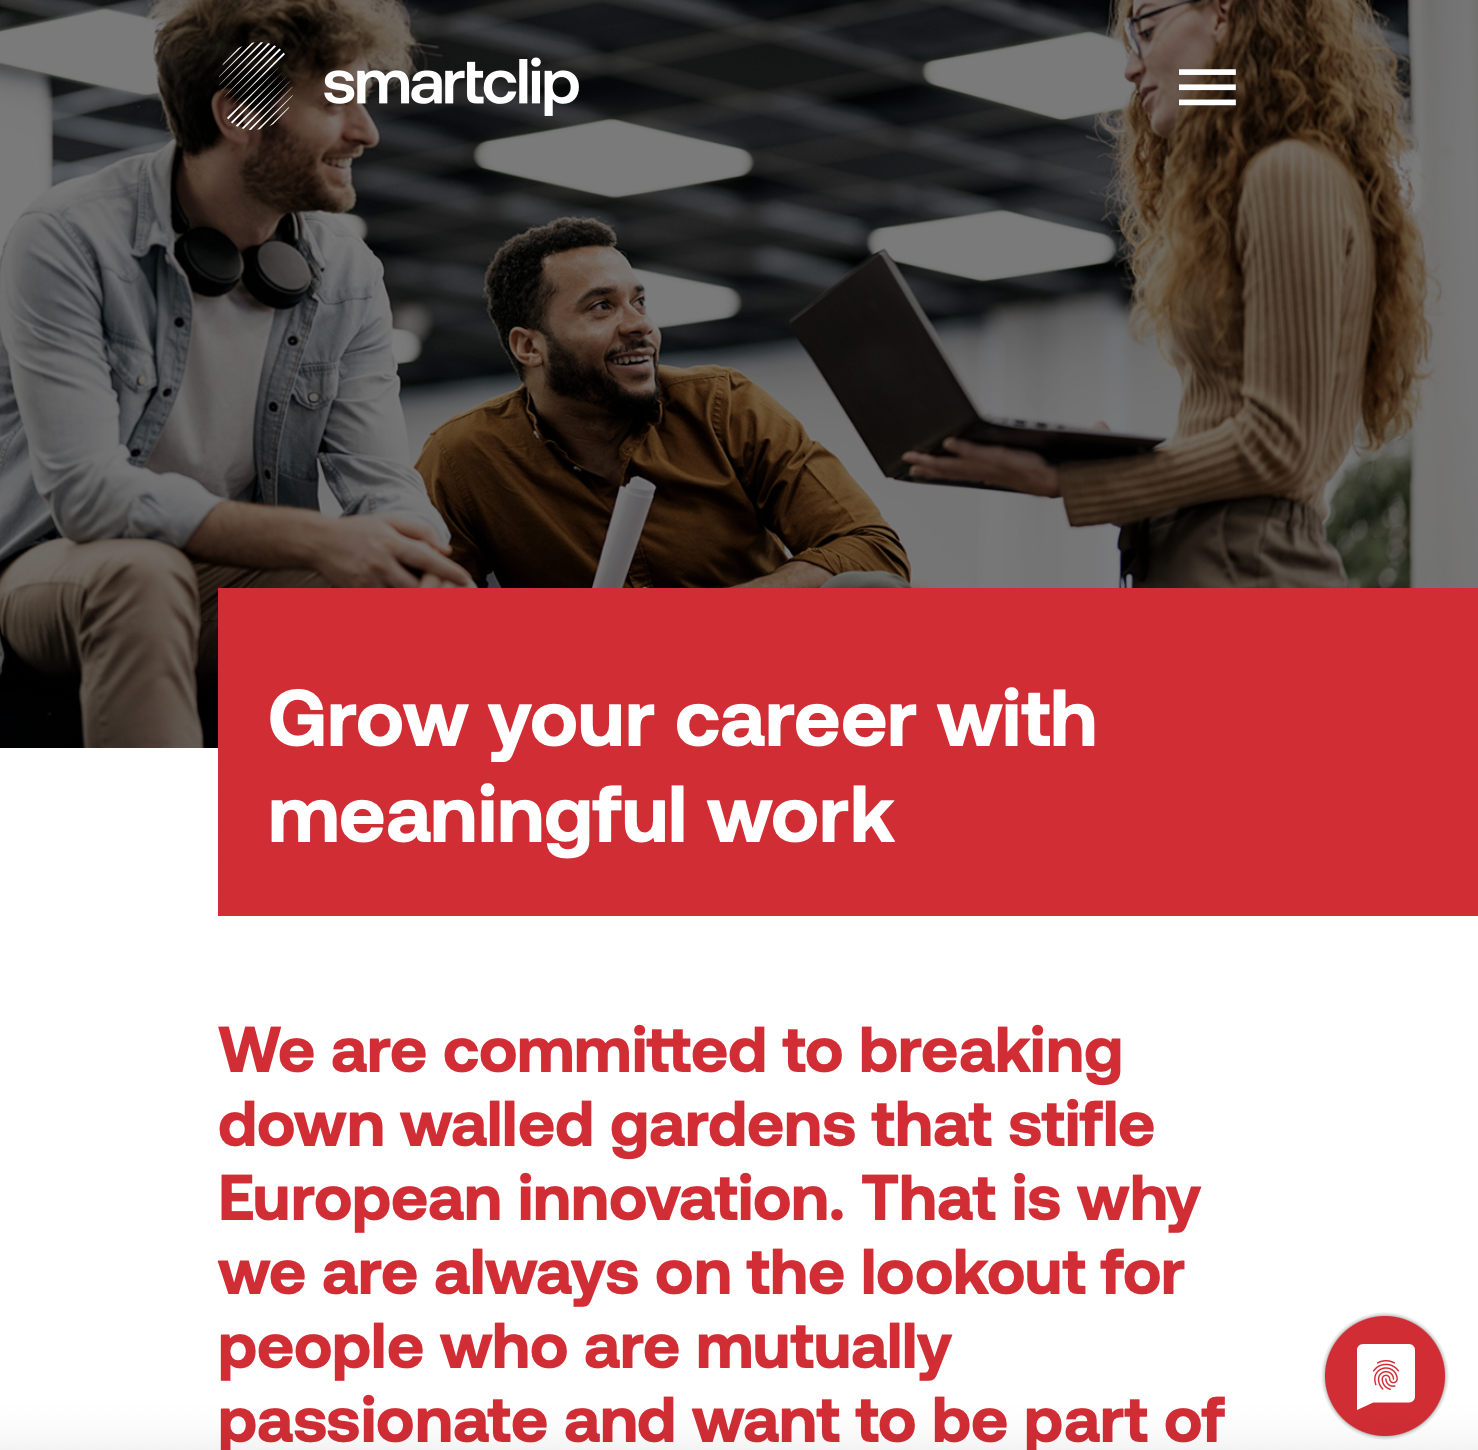 smartclip
Grow your career with
meaningful work
We are committed to breaking
down walled gardens that stifle
European innovation. That is why
we are always on the lookout for
people who are mutually
passionate and want to be part of